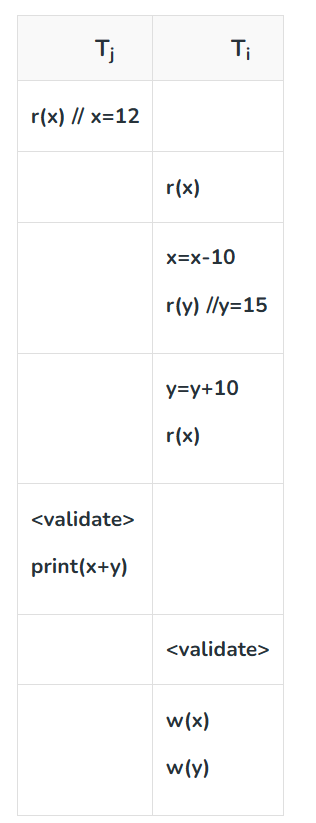 Tj Ti
r(x) // x=12
r(x)
x=x-10
r(y) //y=15
y=y+10
r(x)
<validate>
print(x+y)
<validate>
w(x)
w(y)